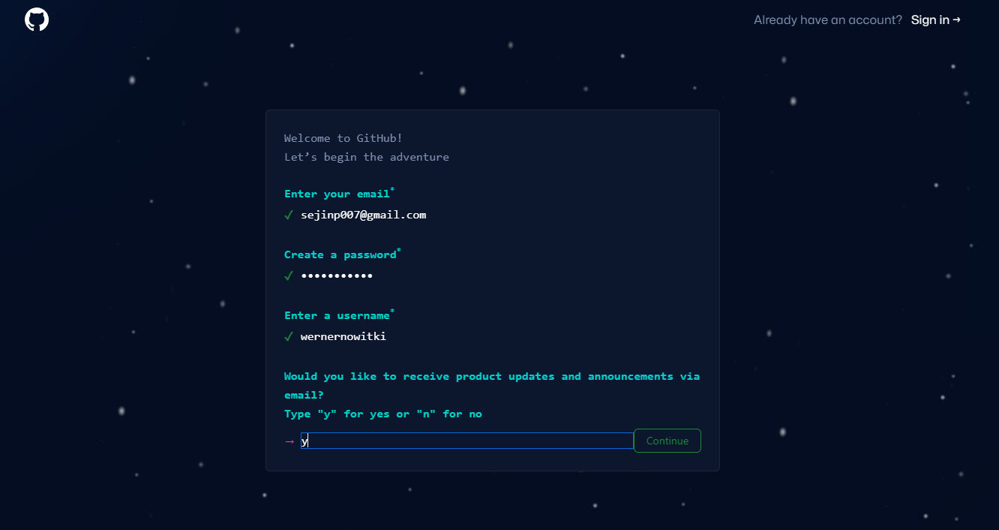 Already have an account? Sign in →
Welcome to GitHub!
Let’s begin the adventure
Enter your email*
✓ sejinp007@gmail.com
Create a password*
✓ •••••••••••
Enter a username*
✓ wernernowitki
Would you like to receive product updates and announcements via
email?
Type "y" for yes or "n" for no
→ y Continue